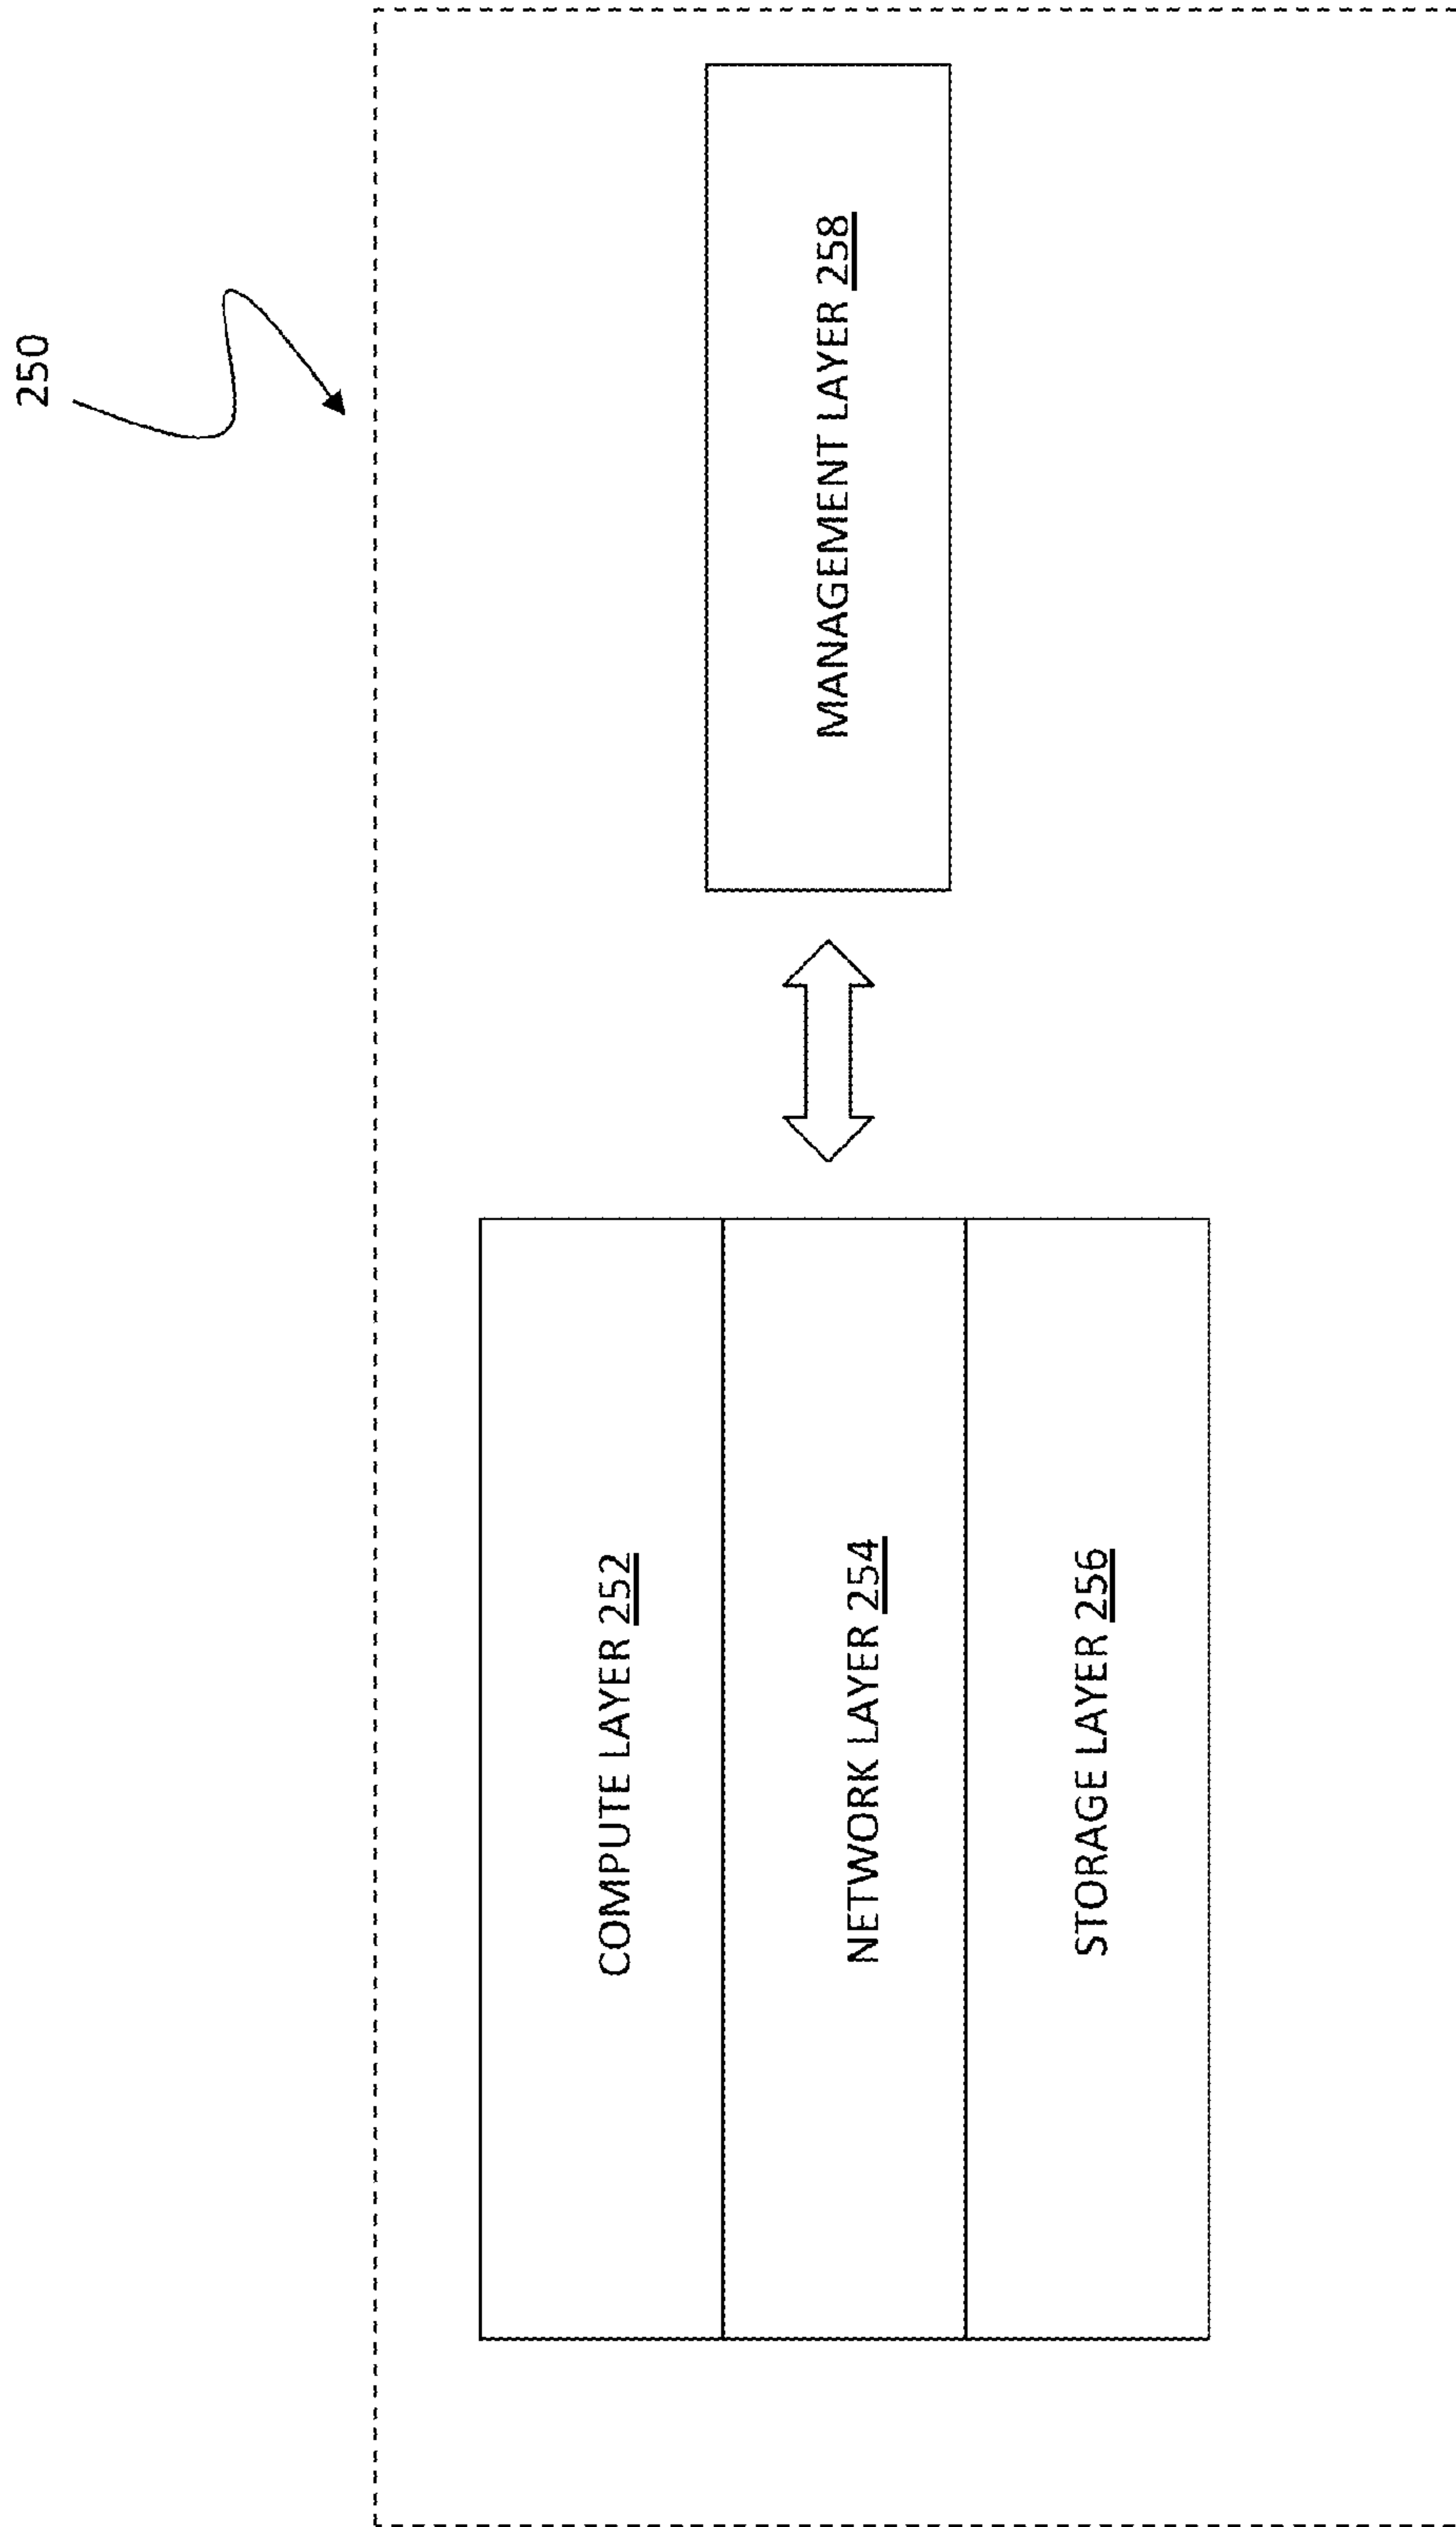 250
COMPUTE LAYER 252
NETWORK LAYER 254
STORAGE LAYER 256
MANAGEMENT LAYER 258